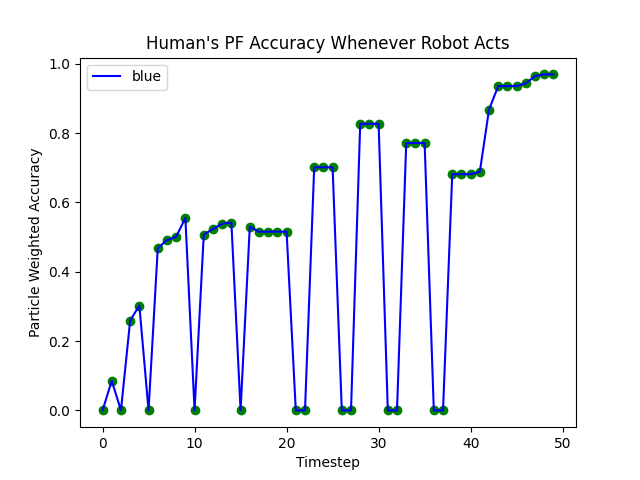 Human's PF Accuracy Whenever Robot Acts
blue
1.0
0.8
0.6
0.4
0.2
0.0
Particle Weighted Accuracy
0 10 20 30 40 50
Timestep